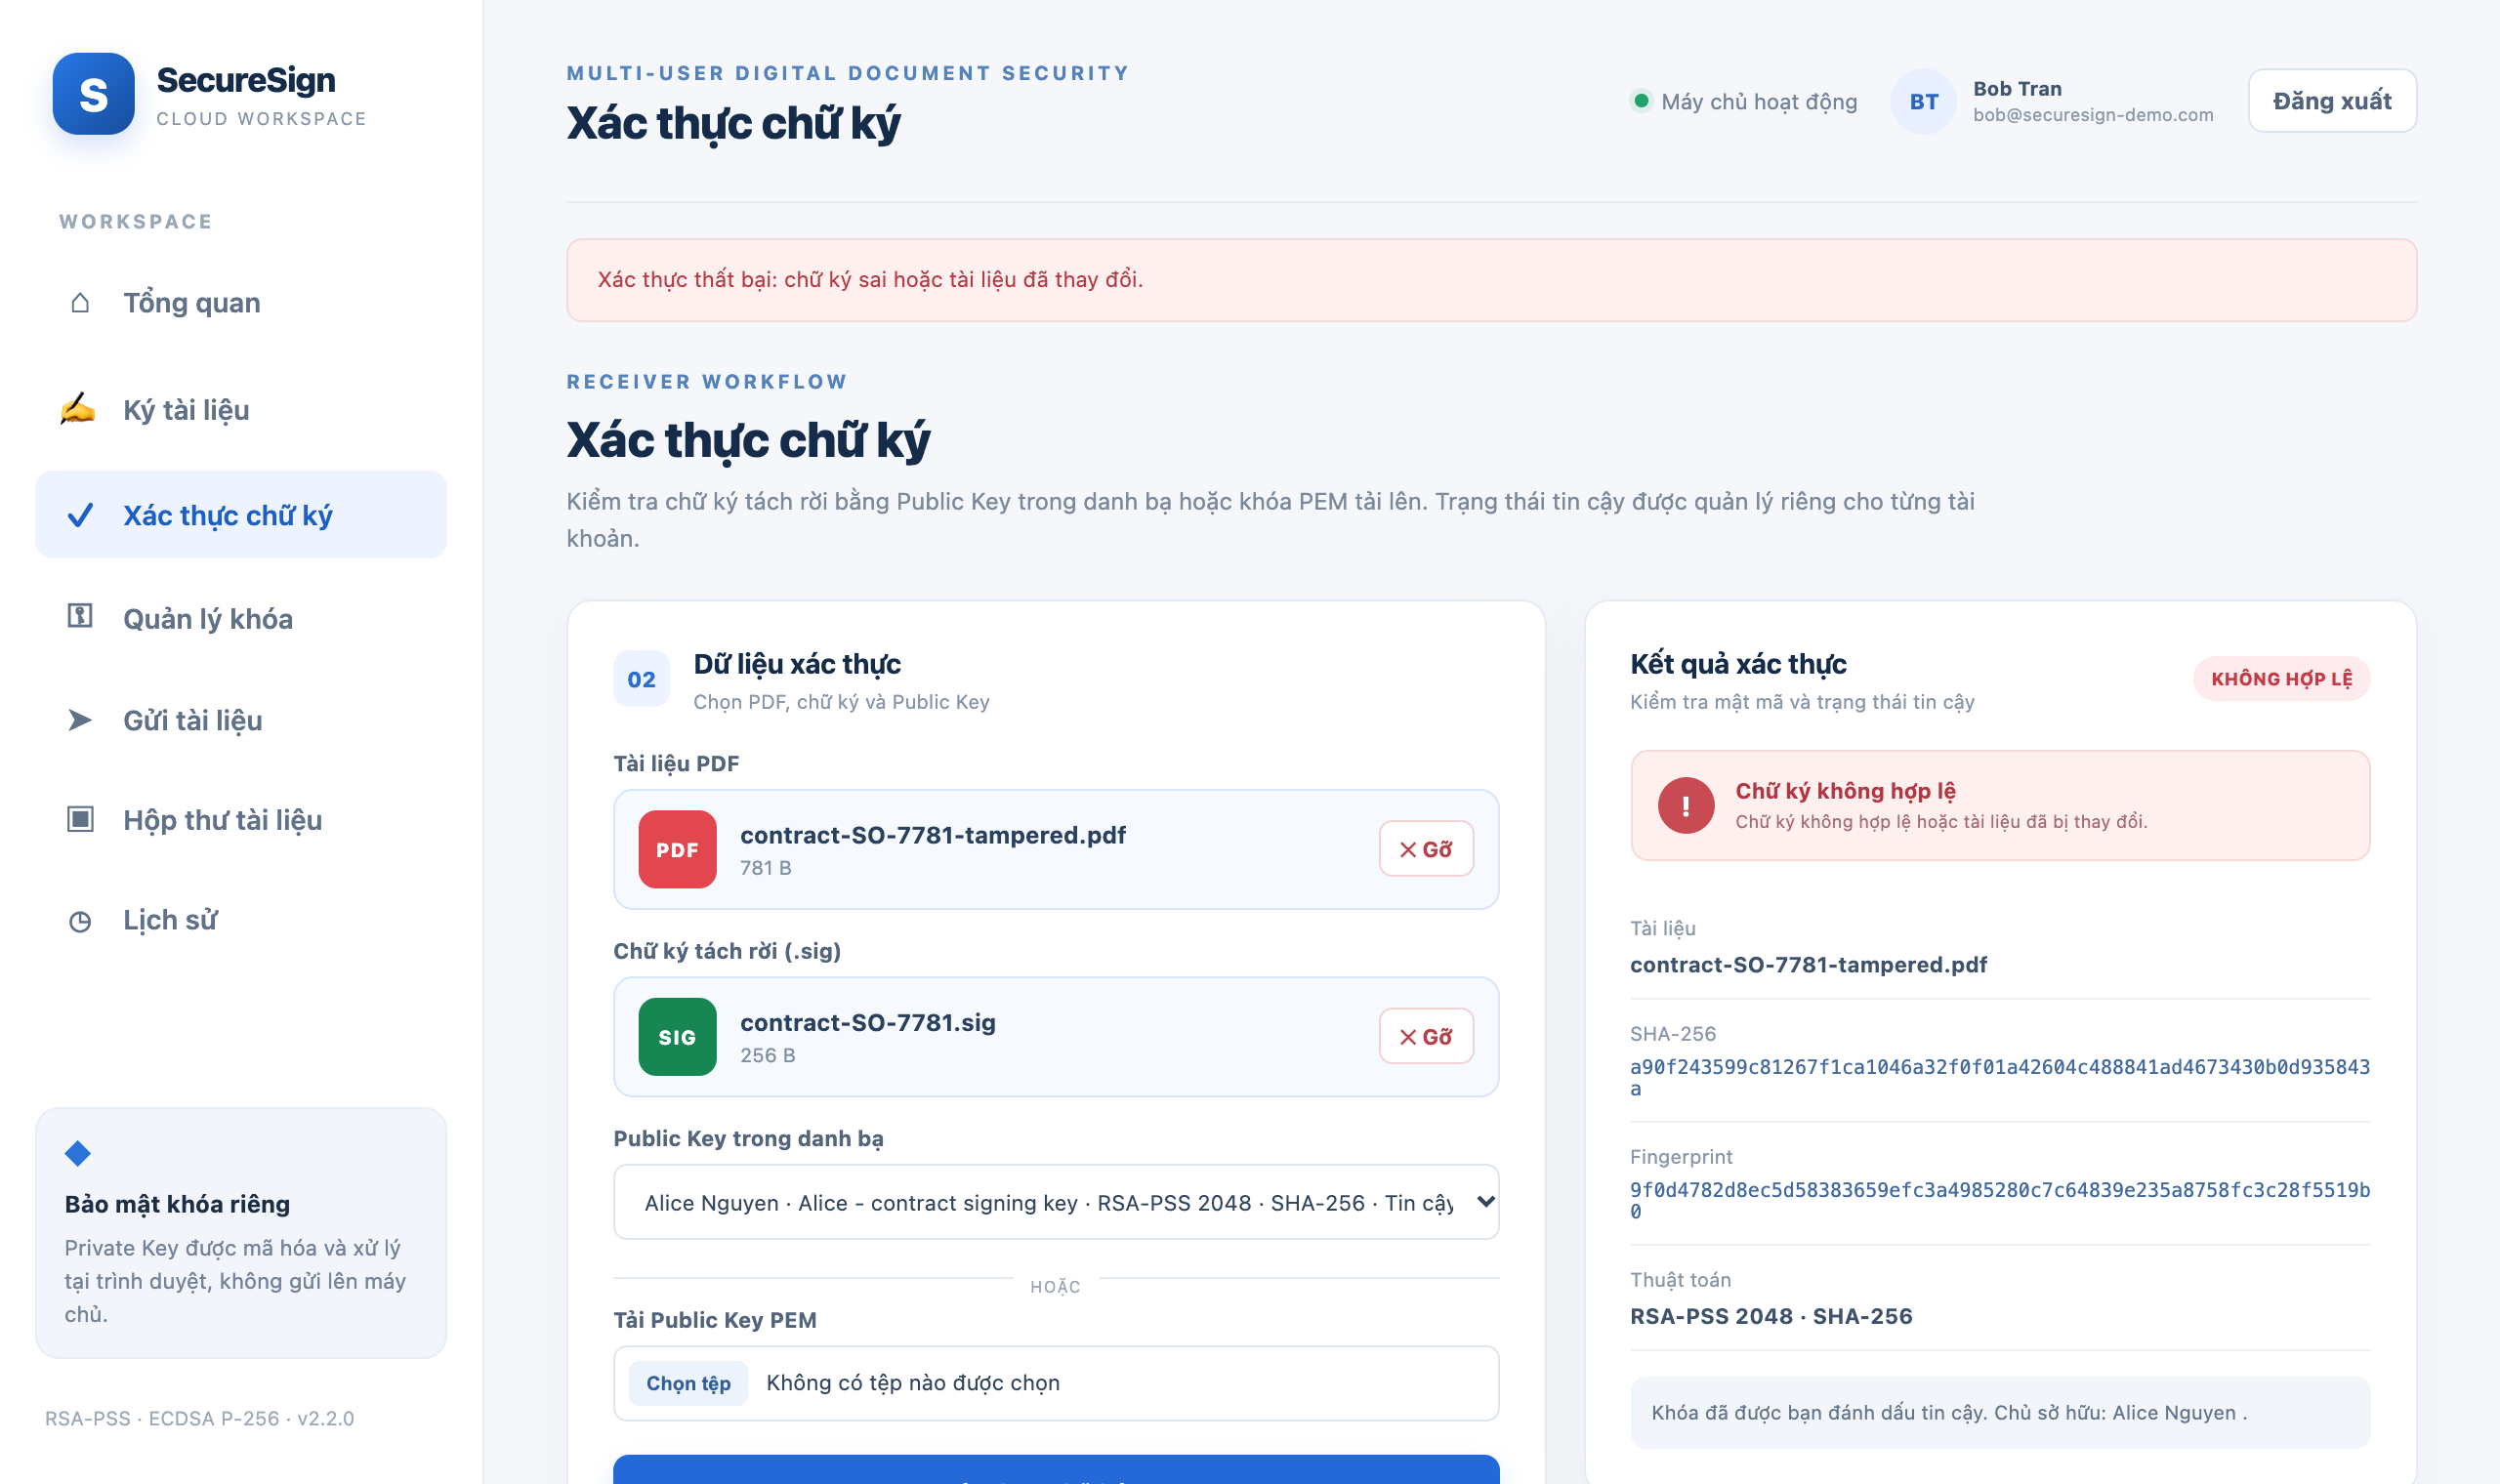 S
SecureSign
CLOUD WORKSPACE
WORKSPACE
Tổng quan
Ký tài liệu
Xác thực chữ ký
Quản lý khóa
Gửi tài liệu
Hộp thư tài liệu
Lịch sử
Bảo mật khóa riêng
Private Key được mã hóa và xử lý
tại trình duyệt, không gửi lên máy
chủ.
RSA-PSS · ECDSA P-256 · v2.2.0
MULTI-USER DIGITAL DOCUMENT SECURITY
Xác thực chữ ký
Máy chủ hoạt động
BT
Bob Tran
bob@securesign-demo.com
Đăng xuất
Xác thực thất bại: chữ ký sai hoặc tài liệu đã thay đổi.
RECEIVER WORKFLOW
Xác thực chữ ký
Kiểm tra chữ ký tách rời bằng Public Key trong danh bạ hoặc khóa PEM tải lên. Trạng thái tin cậy được quản lý riêng cho từng tài
khoản.
02
Dữ liệu xác thực
Chọn PDF, chữ ký và Public Key
Tài liệu PDF
PDF
contract-SO-7781-tampered.pdf
781 B
✕ Gỡ
Chữ ký tách rời (.sig)
SIG
contract-SO-7781.sig
256 B
✕ Gỡ
Public Key trong danh bạ
Alice Nguyen · Alice - contract signing key · RSA-PSS 2048 · SHA-256 · Tin cậy
HOẶC
Tải Public Key PEM
Chọn tệp Không có tệp nào được chọn
Kết quả xác thực
Kiểm tra mật mã và trạng thái tin cậy
KHÔNG HỢP LỆ
!
Chữ ký không hợp lệ
Chữ ký không hợp lệ hoặc tài liệu đã bị thay đổi.
Tài liệu
contract-SO-7781-tampered.pdf
SHA-256
a90f243599c81267f1ca1046a32f0f01a42604c488841ad4673430b0d935843
a
Fingerprint
9f0d4782d8ec5d58383659efc3a4985280c7c64839e235a8758fc3c28f5519b
0
Thuật toán
RSA-PSS 2048 · SHA-256
Khóa đã được bạn đánh dấu tin cậy. Chủ sở hữu: Alice Nguyen .